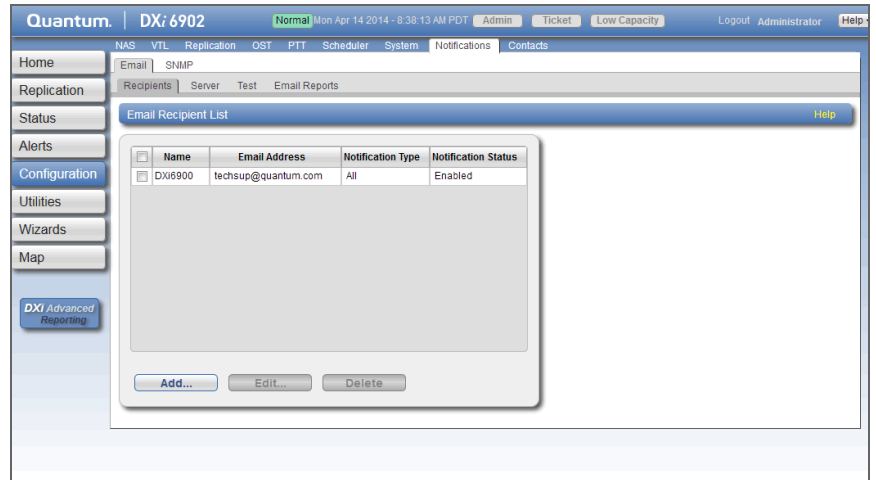 Quantum. DXi 6902 Normal Mon Apr 14 2014 - 8:38:13 AM PDT Admin Ticket Low Capacity Logout Administrator Help
NAS VTL Replication OST PTT Scheduler System Notifications Contacts
Home
Email SNMP
Replication
Recipients Server Test Email Reports
Status
Email Recipient List Help
Alerts
Name Email Address Notification Type Notification Status
Configuration
DXi6900 techsup@quantum.com All Enabled
Utilities
Wizards
Map
DXi Advanced
Reporting
Add... Edit... Delete